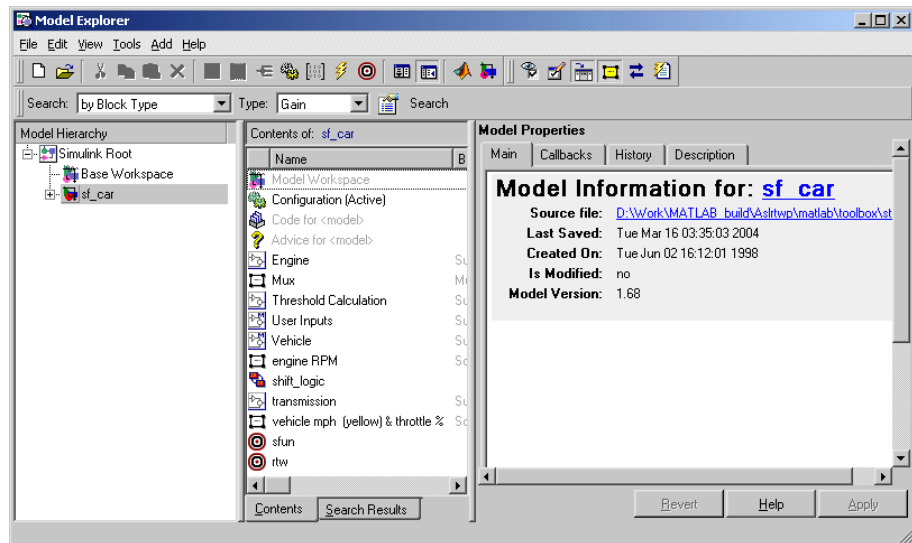 Model Explorer
File Edit View Tools Add Help
Search: by Block Type Type: Gain Search
Model Hierarchy
Simulink Root
Base Workspace
sf_car
Contents of: sf_car
Name B
Model Workspace
Configuration (Active)
Code for <model>
Advice for <model>
Engine Su
Mux Mu
Threshold Calculation Su
User Inputs Su
Vehicle Su
engine RPM Sc
shift_logic
transmission Su
vehicle mph (yellow) & throttle % Sc
sfun
rtw
Contents Search Results
Model Properties
Main Callbacks History Description
Model Information for: sf_car
Source file: D:\Work\MATLAB_build\Aslrtwp\matlab\toolbox\st
Last Saved: Tue Mar 16 03:35:03 2004
Created On: Tue Jun 02 16:12:01 1998
Is Modified: no
Model Version: 1.68
Revert Help Apply